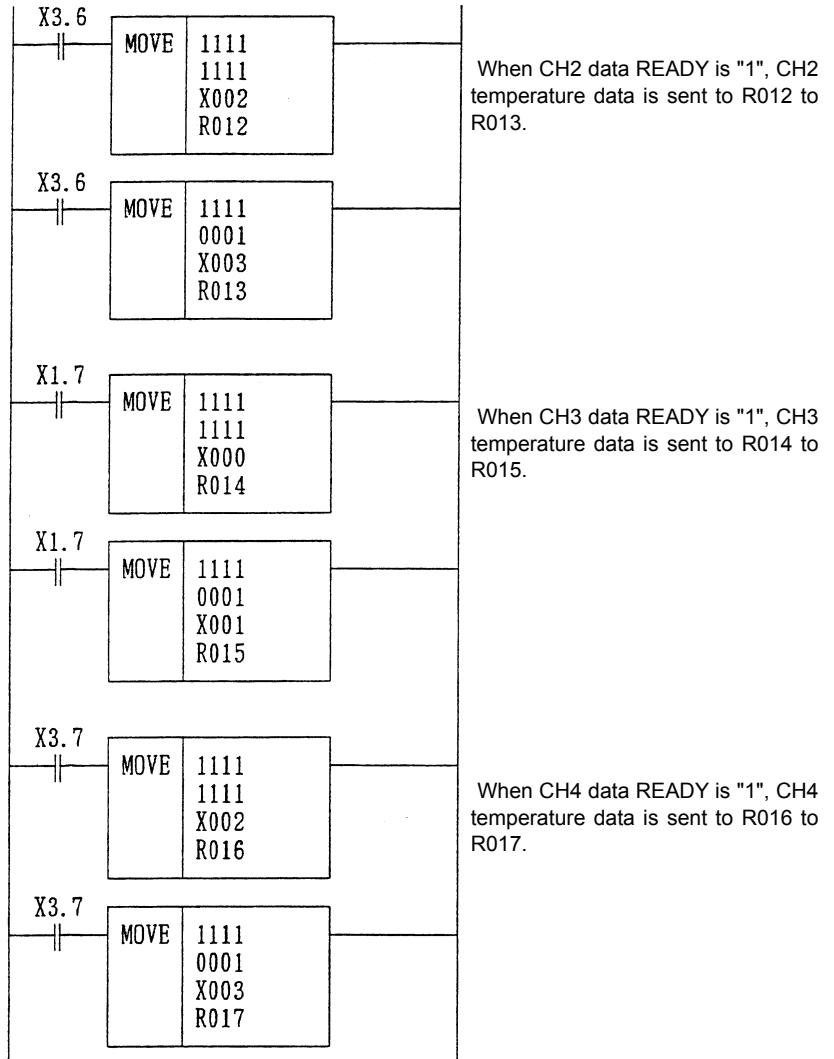 X3.6
MOVE 1111
1111
X002
R012
When CH2 data READY is "1", CH2
temperature data is sent to R012 to
R013.
X3.6
MOVE 1111
0001
X003
R013
X1.7
MOVE 1111
1111
X000
R014
When CH3 data READY is "1", CH3
temperature data is sent to R014 to
R015.
X1.7
MOVE 1111
0001
X001
R015
X3.7
MOVE 1111
1111
X002
R016
When CH4 data READY is "1", CH4
temperature data is sent to R016 to
R017.
X3.7
MOVE 1111
0001
X003
R017